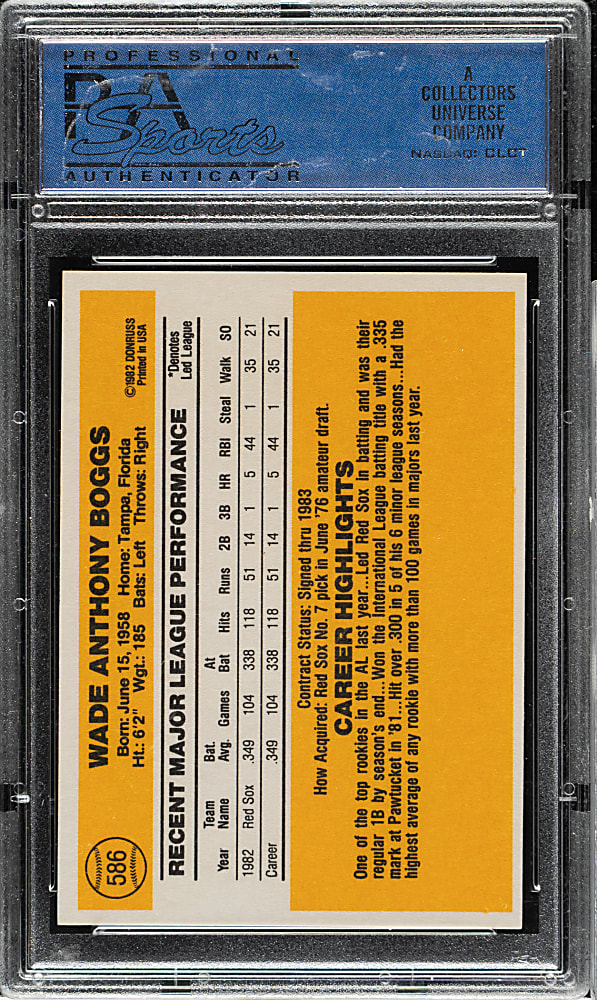 PROFESSIONAL
PSA
Sports
AUTHENTICATOR
A
COLLECTORS
UNIVERSE
COMPANY
NASDAQ: CLCT
586
WADE ANTHONY BOGGS
Born: June 15, 1958 Home: Tampa, Florida
Ht.: 6'2" Wgt.: 185 Bats: Left Throws: Right
©1982 DONRUSS
Printed in USA
RECENT MAJOR LEAGUE PERFORMANCE
*Denotes
Led League
Team Bat. At
Year Name Avg. Games Bat Hits Runs 2B 3B HR RBI Steal Walk SO
1982 Red Sox .349 104 338 118 51 14 1 5 44 1 35 21
Career .349 104 338 118 51 14 1 5 44 1 35 21
Contract Status: Signed thru 1983
How Acquired: Red Sox No. 7 pick in June '76 amateur draft.
CAREER HIGHLIGHTS
One of the top rookies in the AL last year...Led Red Sox in batting and was their
regular 1B by season's end...Won the International League batting title with a .335
mark at Pawtucket in '81...Hit over .300 in 5 of his 6 minor league seasons...Had the
highest average of any rookie with more than 100 games in majors last year.